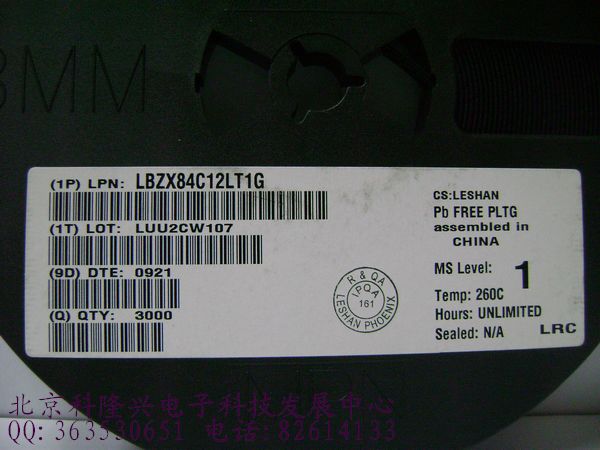 8MM
(1P) LPN: LBZX84C12LT1G
(1T) LOT: LUU2CW107
(9D) DTE: 0921
(Q) QTY: 3000
CS:LESHAN
Pb FREE PLTG
assembled in
CHINA
MS Level: 1
Temp: 260C
Hours: UNLIMITED
Sealed: N/A
LRC
R & QA
IPQA
161
LESHAN PHOENIX
北京科隆兴电子科技发展中心
QQ: 363530651 电话: 82614133